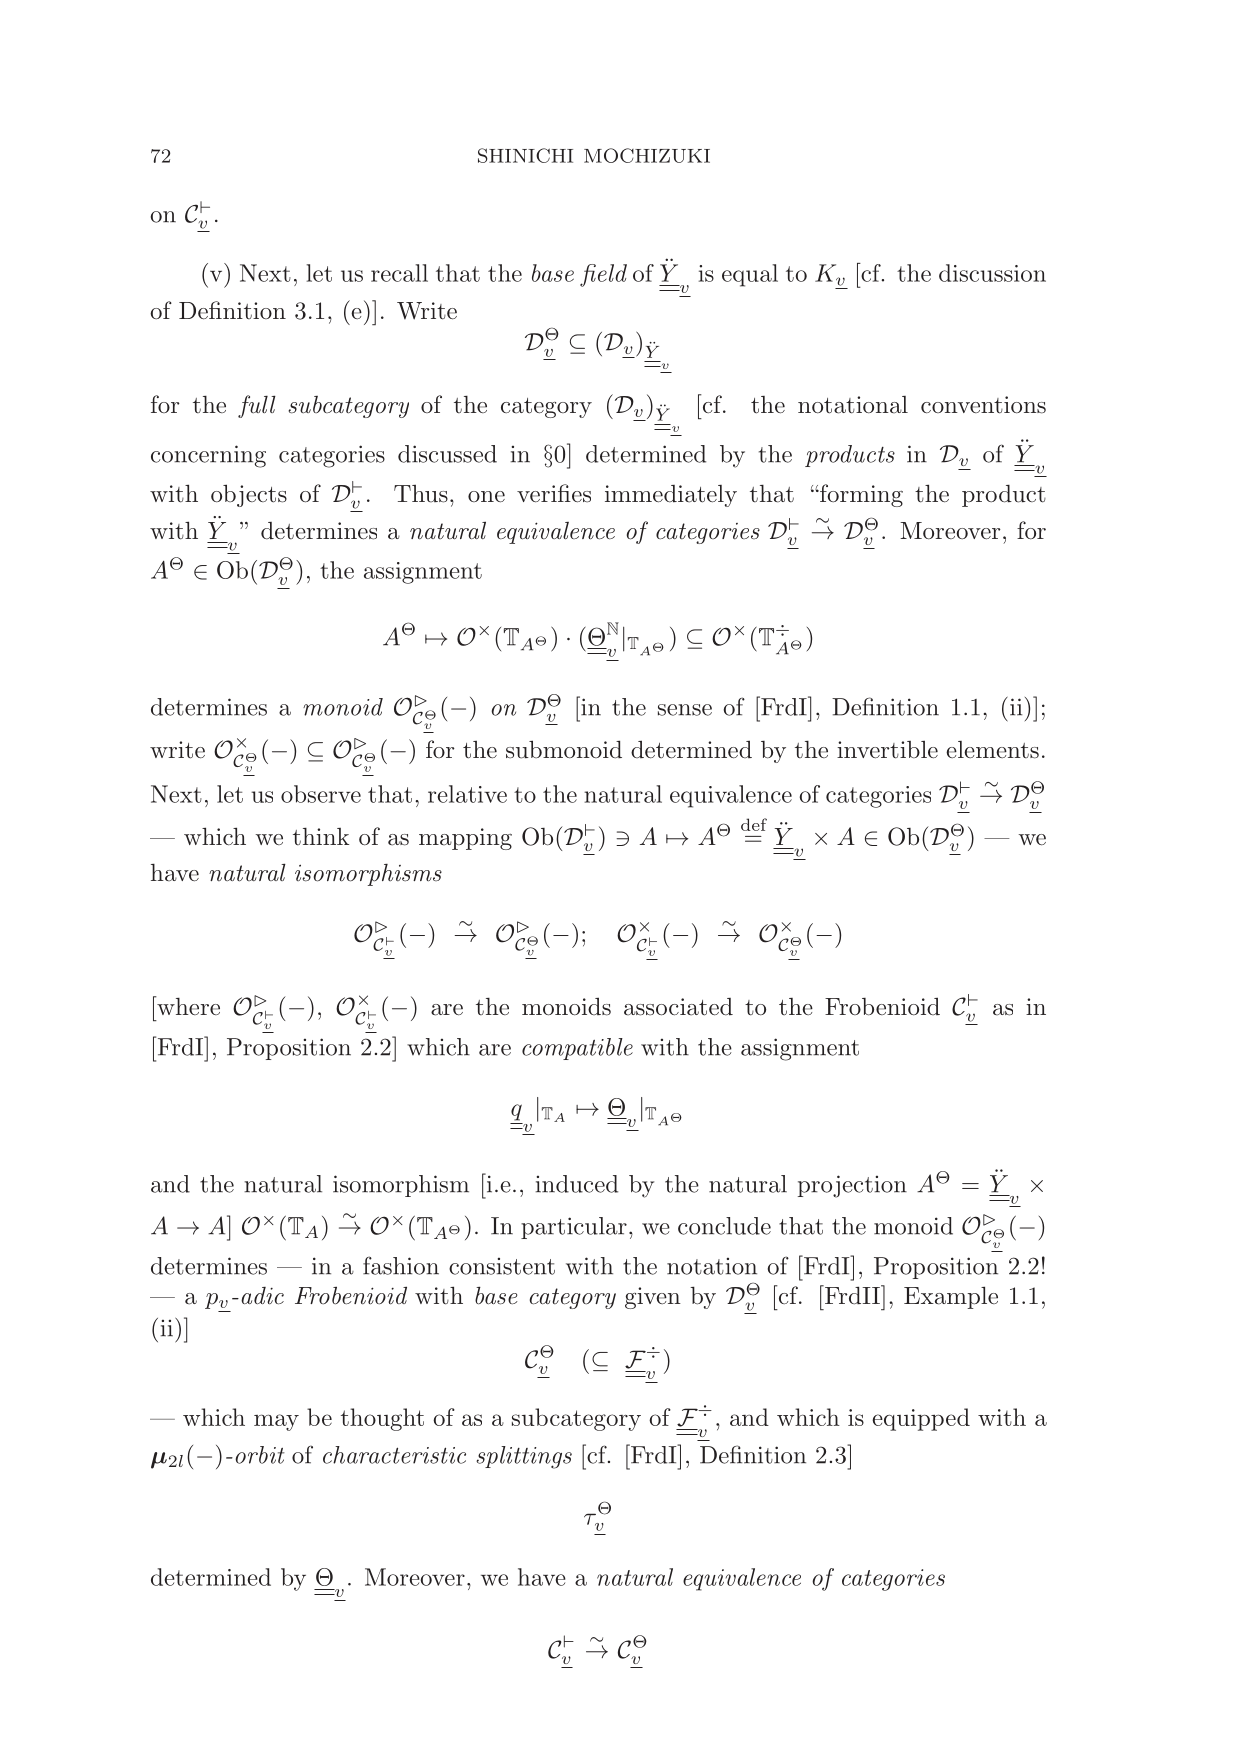 72 SHINICHI MOCHIZUKI
on $\mathcal{C}^{\vdash}_{\underline{v}}$.
(v) Next, let us recall that the base field of $\underline{\underline{\ddot{Y}}}_{\underline{v}}$ is equal to $K_{\underline{v}}$ [cf. the discussion
of Definition 3.1, (e)]. Write
$\mathcal{D}^{\Theta}_{\underline{v}} \subseteq (\mathcal{D}_{\underline{v}})_{\underline{\underline{\ddot{Y}}}_{\underline{v}}}$
for the full subcategory of the category $(\mathcal{D}_{\underline{v}})_{\underline{\underline{\ddot{Y}}}_{\underline{v}}}$ [cf. the notational conventions
concerning categories discussed in §0] determined by the products in $\mathcal{D}_{\underline{v}}$ of $\underline{\underline{\ddot{Y}}}_{\underline{v}}$
with objects of $\mathcal{D}^{\vdash}_{\underline{v}}$. Thus, one verifies immediately that “forming the product
with $\underline{\underline{\ddot{Y}}}_{\underline{v}}$” determines a natural equivalence of categories $\mathcal{D}^{\vdash}_{\underline{v}} \overset{\sim}{\to} \mathcal{D}^{\Theta}_{\underline{v}}$. Moreover, for
$A^{\Theta} \in \mathrm{Ob}(\mathcal{D}^{\Theta}_{\underline{v}})$, the assignment
$A^{\Theta} \mapsto \mathcal{O}^{\times}(\mathbb{T}_{A^{\Theta}}) \cdot (\underline{\underline{\Theta}}^{\mathbb{N}}_{\underline{v}}|_{\mathbb{T}_{A^{\Theta}}}) \subseteq \mathcal{O}^{\times}(\mathbb{T}^{\div}_{A^{\Theta}})$
determines a monoid $\mathcal{O}^{\triangleright}_{\mathcal{C}^{\Theta}_{\underline{v}}}(-)$ on $\mathcal{D}^{\Theta}_{\underline{v}}$ [in the sense of [FrdI], Definition 1.1, (ii)];
write $\mathcal{O}^{\times}_{\mathcal{C}^{\Theta}_{\underline{v}}}(-) \subseteq \mathcal{O}^{\triangleright}_{\mathcal{C}^{\Theta}_{\underline{v}}}(-)$ for the submonoid determined by the invertible elements.
Next, let us observe that, relative to the natural equivalence of categories $\mathcal{D}^{\vdash}_{\underline{v}} \overset{\sim}{\to} \mathcal{D}^{\Theta}_{\underline{v}}$
— which we think of as mapping $\mathrm{Ob}(\mathcal{D}^{\vdash}_{\underline{v}}) \ni A \mapsto A^{\Theta} \overset{\mathrm{def}}{=} \underline{\underline{\ddot{Y}}}_{\underline{v}} \times A \in \mathrm{Ob}(\mathcal{D}^{\Theta}_{\underline{v}})$ — we
have natural isomorphisms
$\mathcal{O}^{\triangleright}_{\mathcal{C}^{\vdash}_{\underline{v}}}(-) \overset{\sim}{\to} \mathcal{O}^{\triangleright}_{\mathcal{C}^{\Theta}_{\underline{v}}}(-); \quad \mathcal{O}^{\times}_{\mathcal{C}^{\vdash}_{\underline{v}}}(-) \overset{\sim}{\to} \mathcal{O}^{\times}_{\mathcal{C}^{\Theta}_{\underline{v}}}(-)$
[where $\mathcal{O}^{\triangleright}_{\mathcal{C}^{\vdash}_{\underline{v}}}(-)$, $\mathcal{O}^{\times}_{\mathcal{C}^{\vdash}_{\underline{v}}}(-)$ are the monoids associated to the Frobenioid $\mathcal{C}^{\vdash}_{\underline{v}}$ as in
[FrdI], Proposition 2.2] which are compatible with the assignment
$\underline{\underline{q}}_{\underline{v}}|_{\mathbb{T}_A} \mapsto \underline{\underline{\Theta}}_{\underline{v}}|_{\mathbb{T}_{A^{\Theta}}}$
and the natural isomorphism [i.e., induced by the natural projection $A^{\Theta} = \underline{\underline{\ddot{Y}}}_{\underline{v}} \times$
$A \to A$] $\mathcal{O}^{\times}(\mathbb{T}_A) \overset{\sim}{\to} \mathcal{O}^{\times}(\mathbb{T}_{A^{\Theta}})$. In particular, we conclude that the monoid $\mathcal{O}^{\triangleright}_{\mathcal{C}^{\Theta}_{\underline{v}}}(-)$
determines — in a fashion consistent with the notation of [FrdI], Proposition 2.2!
— a $p_{\underline{v}}$-adic Frobenioid with base category given by $\mathcal{D}^{\Theta}_{\underline{v}}$ [cf. [FrdII], Example 1.1,
(ii)]
$\mathcal{C}^{\Theta}_{\underline{v}} \quad (\subseteq \underline{\underline{\mathcal{F}}}^{\div}_{\underline{v}})$
— which may be thought of as a subcategory of $\underline{\underline{\mathcal{F}}}^{\div}_{\underline{v}}$, and which is equipped with a
$\boldsymbol{\mu}_{2l}(-)$-orbit of characteristic splittings [cf. [FrdI], Definition 2.3]
$\tau^{\Theta}_{\underline{v}}$
determined by $\underline{\underline{\Theta}}_{\underline{v}}$. Moreover, we have a natural equivalence of categories
$\mathcal{C}^{\vdash}_{\underline{v}} \overset{\sim}{\to} \mathcal{C}^{\Theta}_{\underline{v}}$